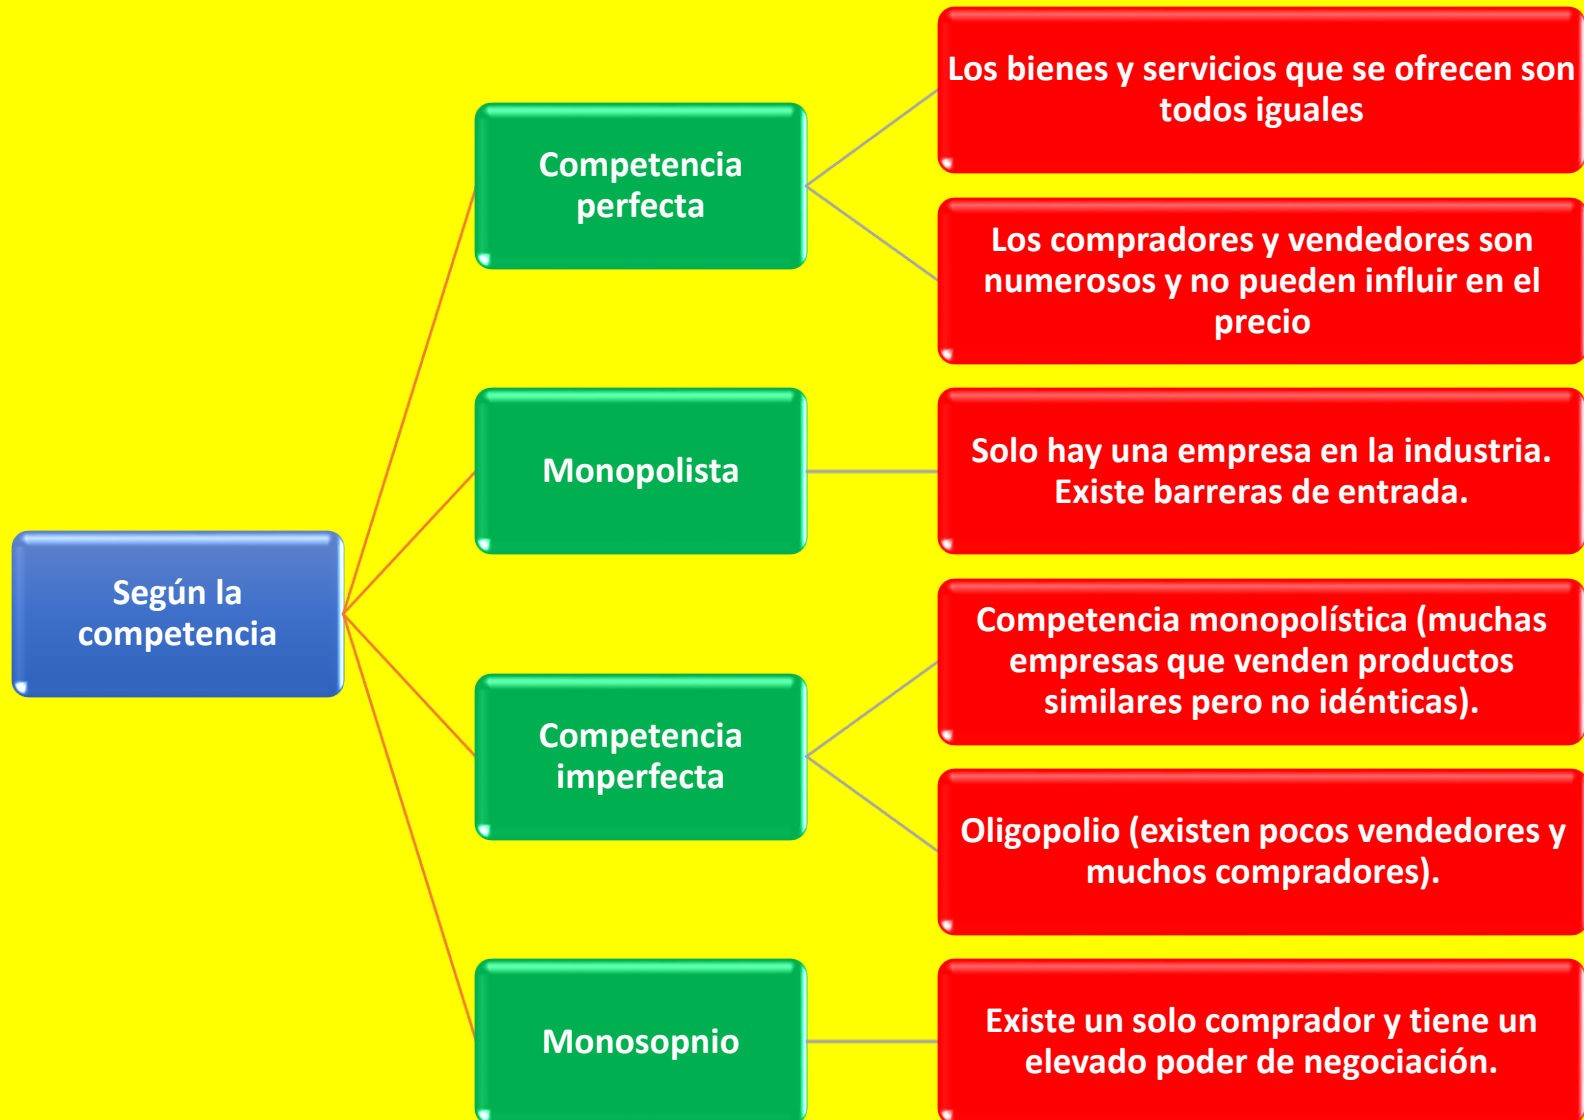 Según la
competencia
Competencia
perfecta
Los bienes y servicios que se ofrecen son
todos iguales
Los compradores y vendedores son
numerosos y no pueden influir en el
precio
Monopolista
Solo hay una empresa en la industria.
Existe barreras de entrada.
Competencia
imperfecta
Competencia monopolística (muchas
empresas que venden productos
similares pero no idénticas).
Oligopolio (existen pocos vendedores y
muchos compradores).
Monosopnio
Existe un solo comprador y tiene un
elevado poder de negociación.